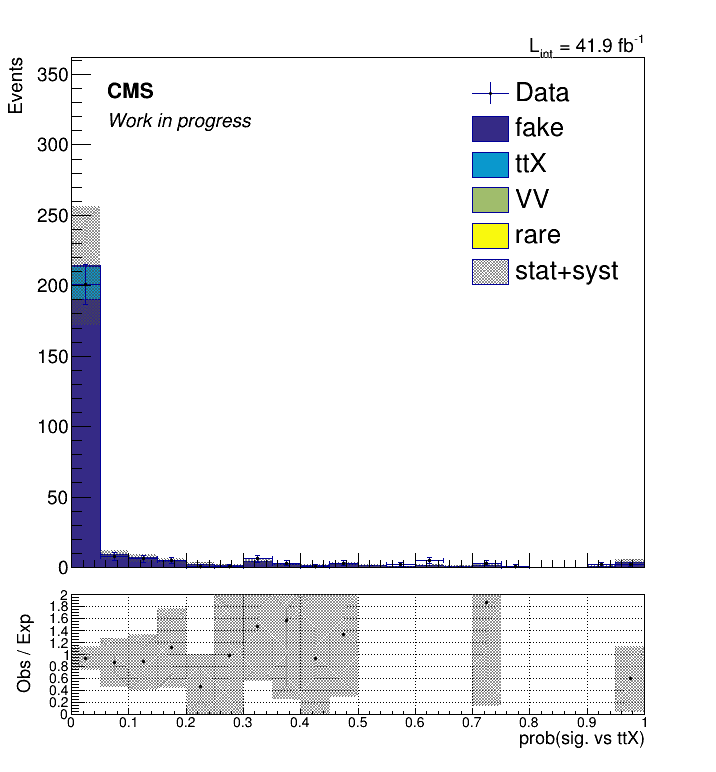 L_int = 41.9 fb^-1
Events
350
300
250
200
150
100
50
0
CMS
Work in progress
Data
fake
ttX
VV
rare
stat+syst
Obs / Exp
2
1.8
1.6
1.4
1.2
1
0.8
0.6
0.4
0.2
0
0 0.1 0.2 0.3 0.4 0.5 0.6 0.7 0.8 0.9 1
prob(sig. vs ttX)